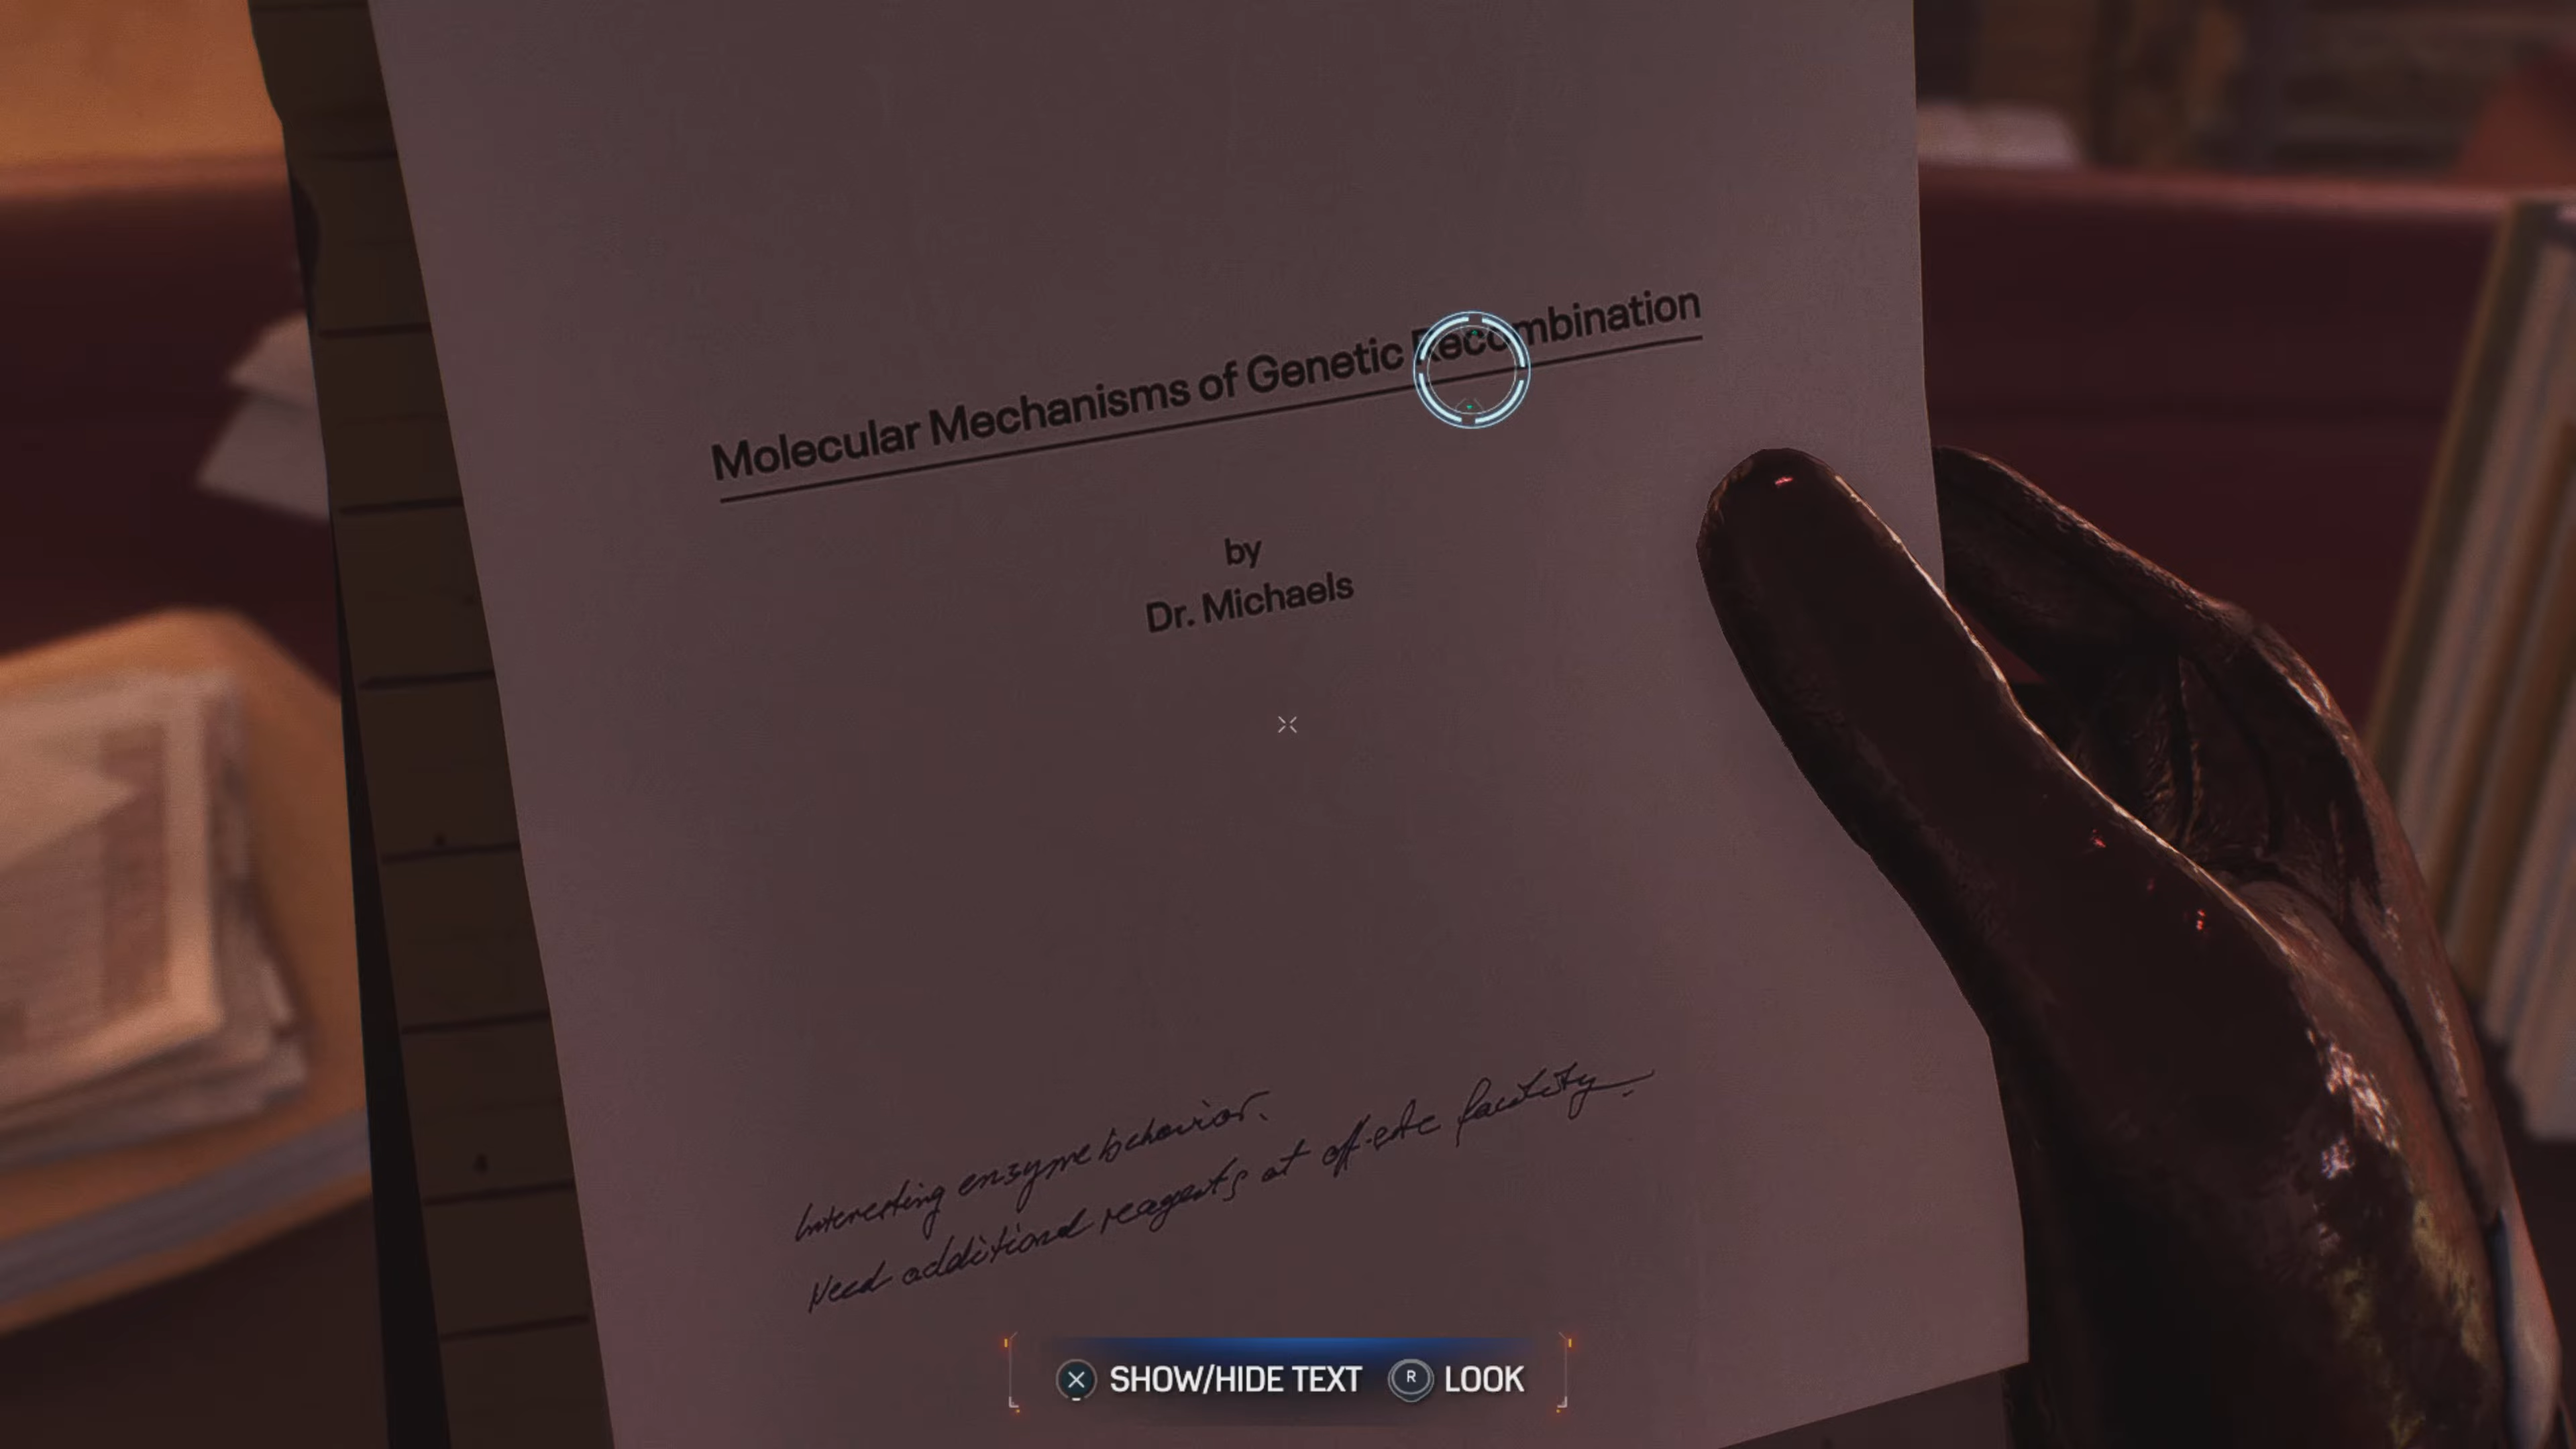 Molecular Mechanisms of Genetic Recombination
by
Dr. Michaels
Interesting enzyme behavior.
Need additional reagents at off-site facility.
SHOW/HIDE TEXT R LOOK